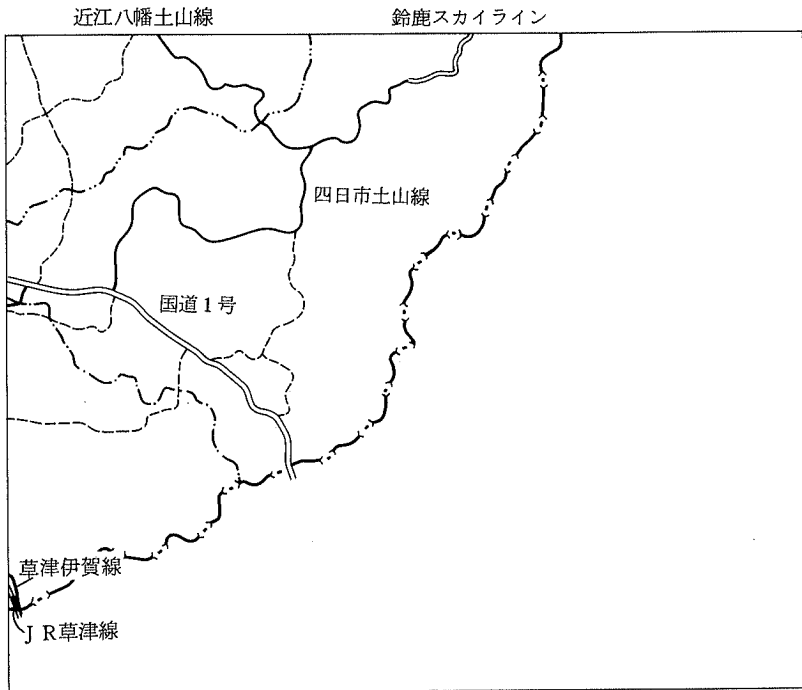 近江八幡土山線
鈴鹿スカイライン
四日市土山線
国道1号
草津伊賀線
JR草津線